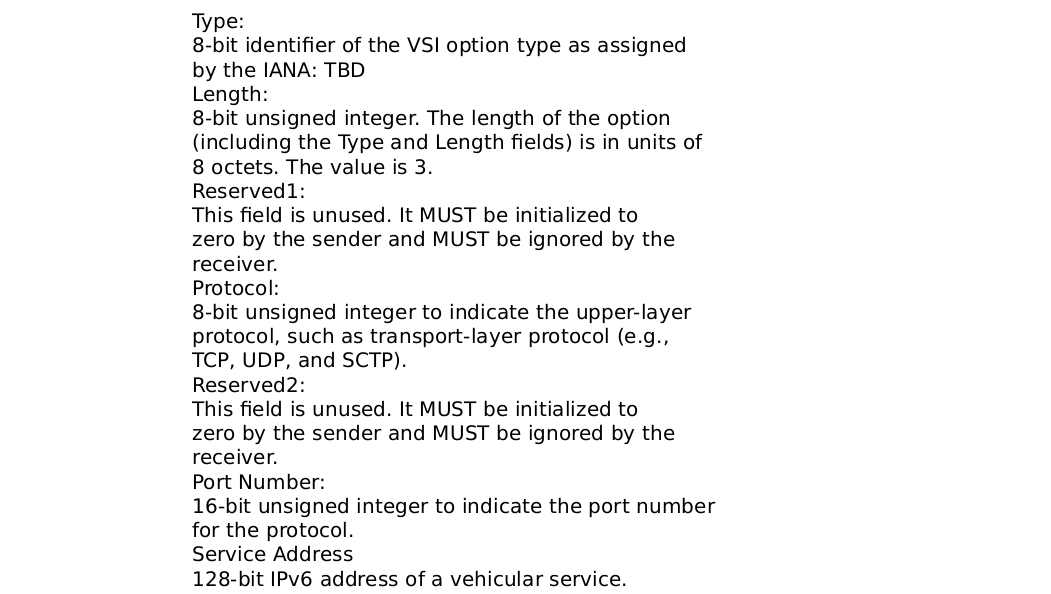 Type:
8-bit identifier of the VSI option type as assigned
by the IANA: TBD
Length:
8-bit unsigned integer. The length of the option
(including the Type and Length fields) is in units of
8 octets. The value is 3.
Reserved1:
This field is unused. It MUST be initialized to
zero by the sender and MUST be ignored by the
receiver.
Protocol:
8-bit unsigned integer to indicate the upper-layer
protocol, such as transport-layer protocol (e.g.,
TCP, UDP, and SCTP).
Reserved2:
This field is unused. It MUST be initialized to
zero by the sender and MUST be ignored by the
receiver.
Port Number:
16-bit unsigned integer to indicate the port number
for the protocol.
Service Address
128-bit IPv6 address of a vehicular service.